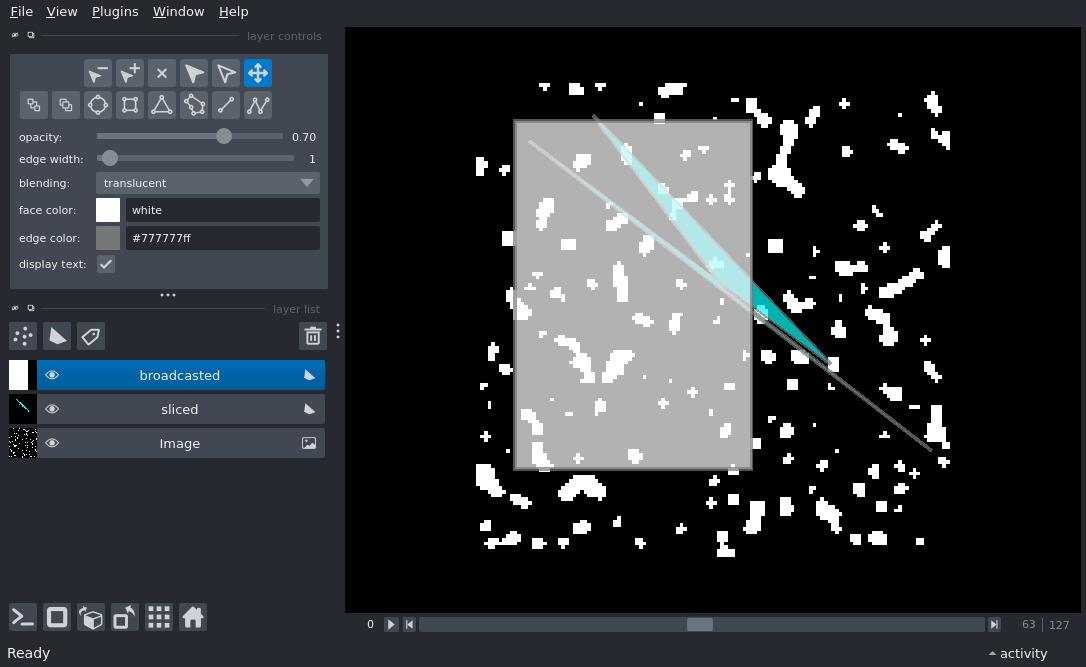 File View Plugins Window Help
layer controls
opacity: 0.70
edge width: 1
blending: translucent
face color: white
edge color: #777777ff
display text:
layer list
broadcasted
sliced
Image
0 63 127
Ready activity